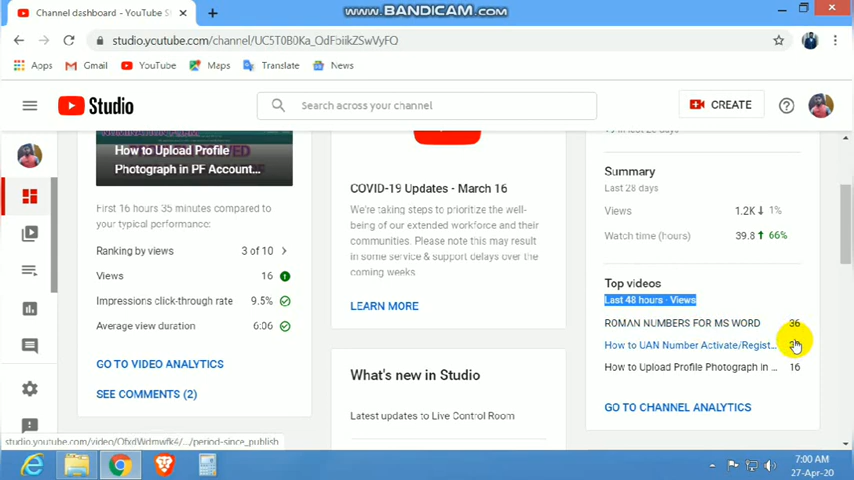 Channel dashboard - YouTube S
www.BANDICAM.com
studio.youtube.com/channel/UC5T0B0Ka_OdFbiikZSwVyFQ
Apps
Gmail
YouTube
Maps
Translate
News
Studio
Search across your channel
CREATE
How to Upload Profile
Photograph in PF Account...
First 16 hours 35 minutes compared to
your typical performance:
Ranking by views 3 of 10
Views 16
Impressions click-through rate 9.5%
Average view duration 6:06
GO TO VIDEO ANALYTICS
SEE COMMENTS (2)
COVID-19 Updates - March 16
We're taking steps to prioritize the well-
being of our extended workforce and their
communities. Please note this may result
in some service & support delays over the
coming weeks.
LEARN MORE
What's new in Studio
Latest updates to Live Control Room
in last 28 days
Summary
Last 28 days
Views 1.2K 1%
Watch time (hours) 39.8 66%
Top videos
Last 48 hours · Views
ROMAN NUMBERS FOR MS WORD 36
How to UAN Number Activate/Regist...
How to Upload Profile Photograph in ... 16
GO TO CHANNEL ANALYTICS
7:00 AM
27-Apr-20